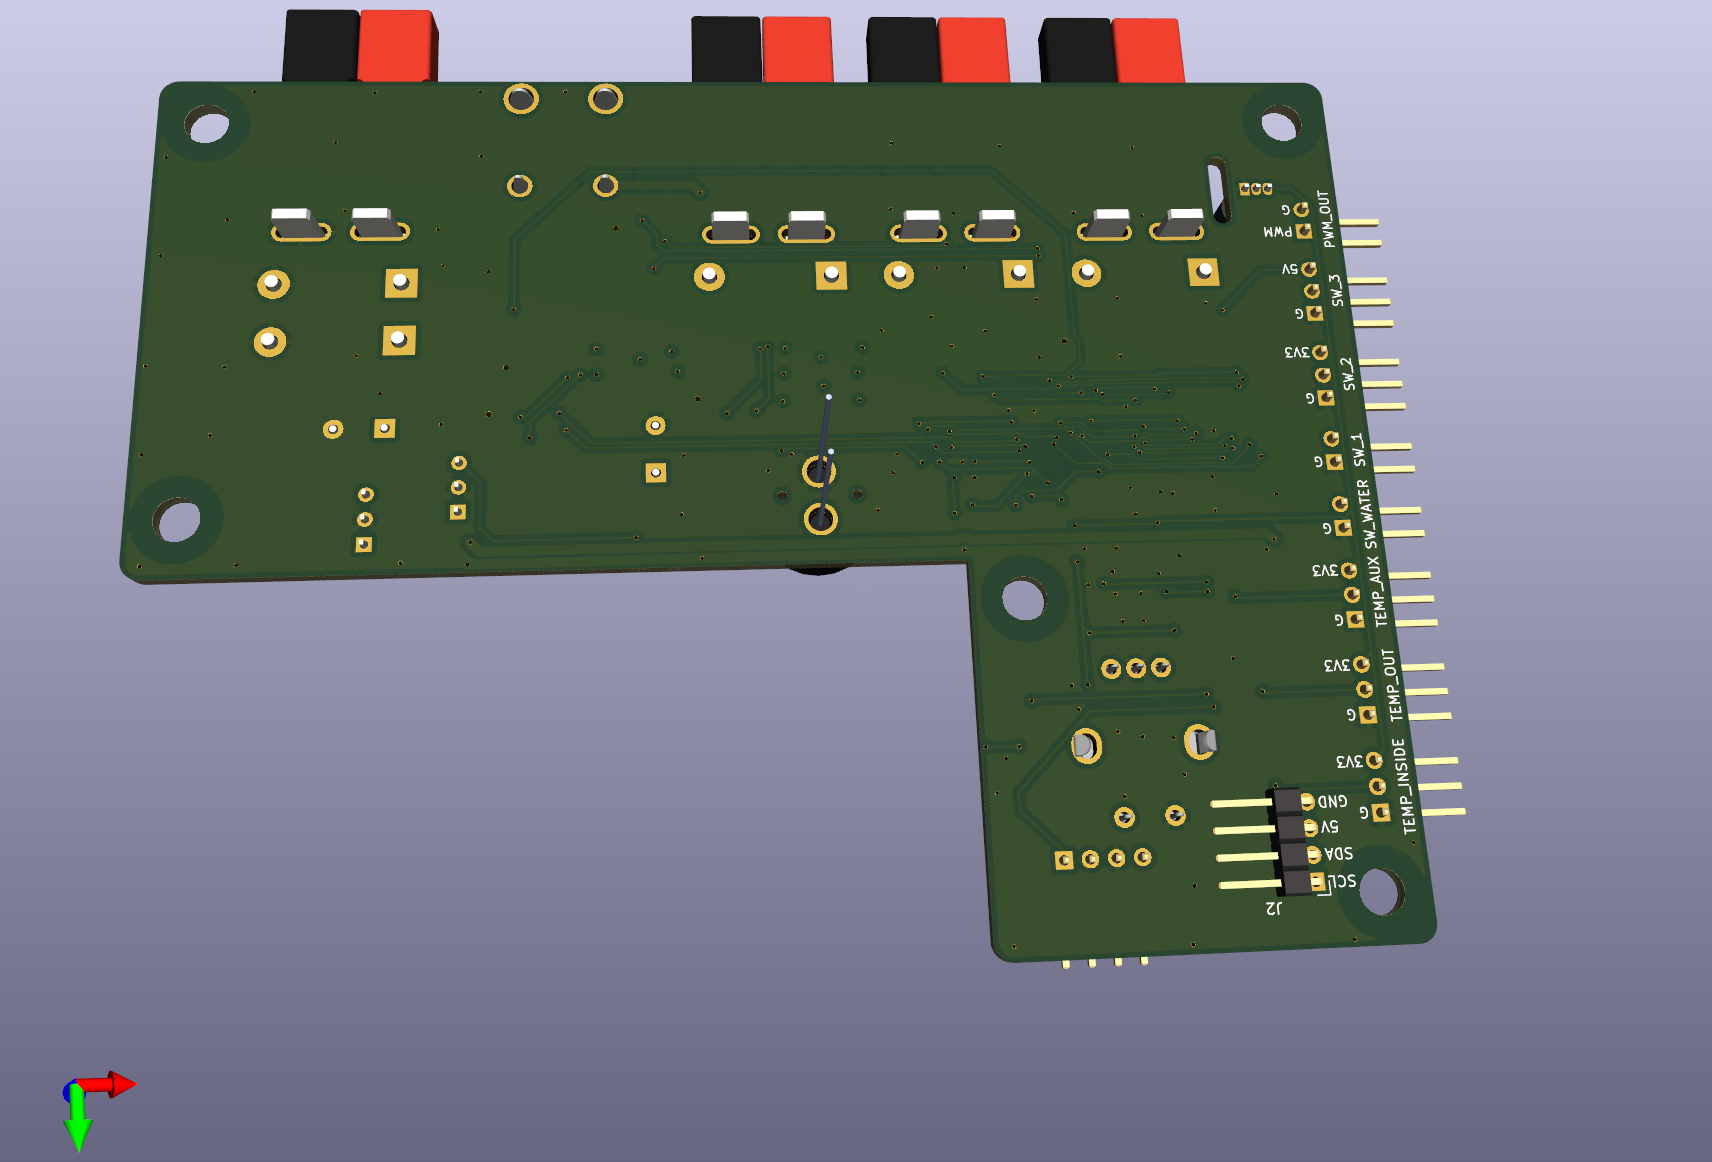 G
PWM
PWM_OUT
5V
G
SW_3
3V3
G
SW_2
G
SW_1
G
SW_WATER
3V3
G
TEMP_AUX
3V3
G
TEMP_OUT
3V3
G
TEMP_INSIDE
GND
5V
SDA
SCL
J2